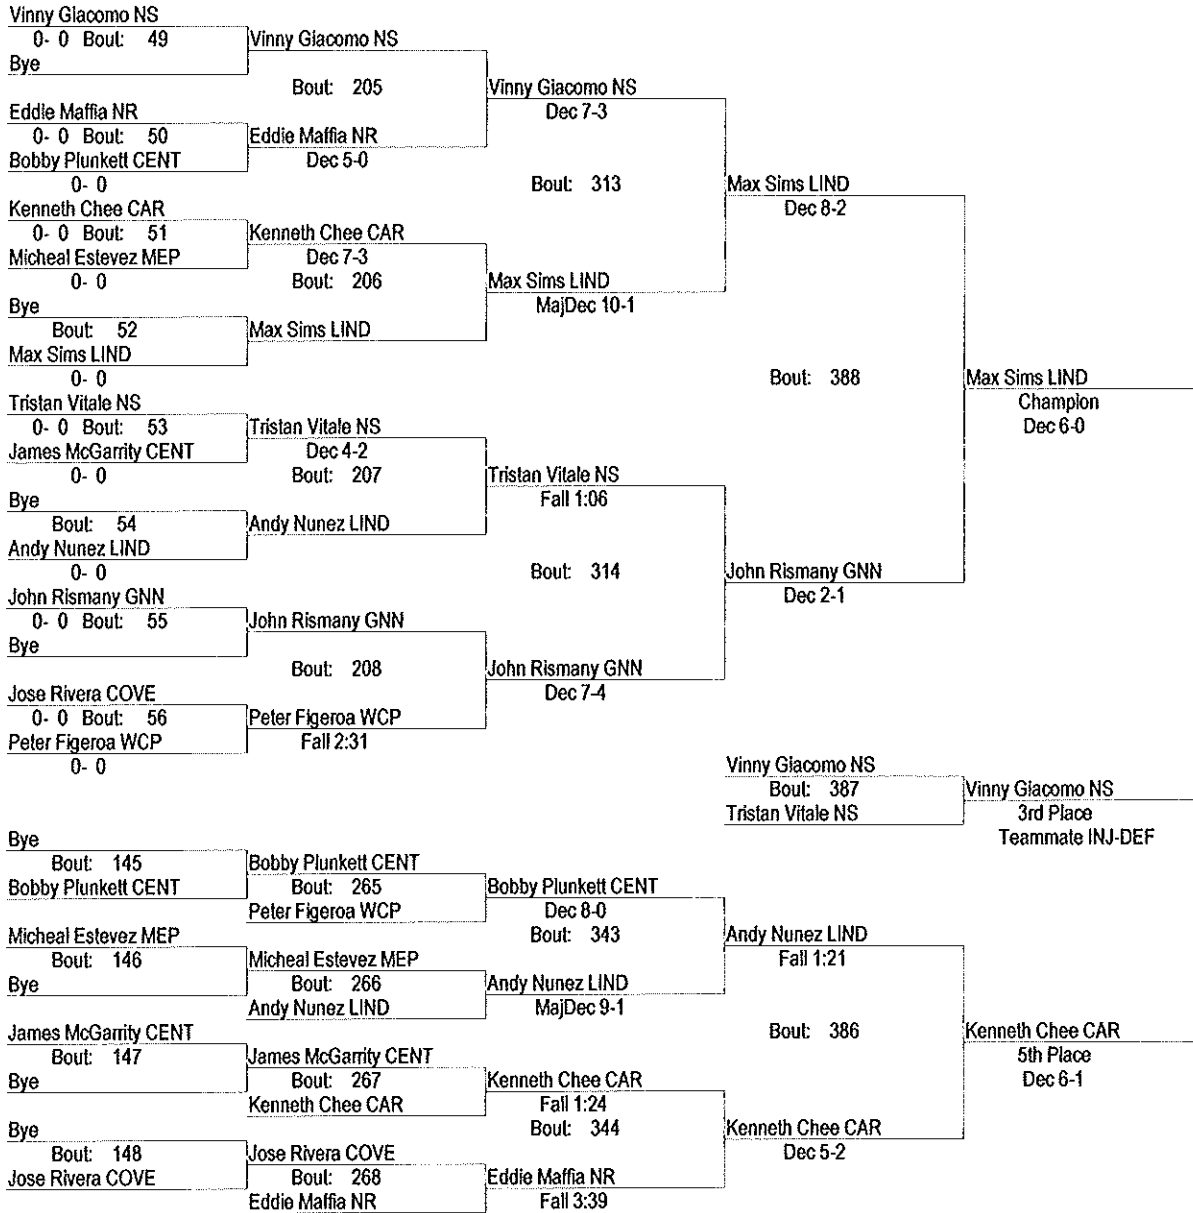 Vinny Giacomo NS
0- 0 Bout: 49
Bye
Vinny Giacomo NS
Bout: 205
Eddie Maffia NR
0- 0 Bout: 50
Bobby Plunkett CENT
0- 0
Eddie Maffia NR
Dec 5-0
Vinny Giacomo NS
Dec 7-3
Bout: 313
Kenneth Chee CAR
0- 0 Bout: 51
Micheal Estevez MEP
0- 0
Kenneth Chee CAR
Dec 7-3
Bout: 206
Bye
Bout: 52
Max Sims LIND
0- 0
Max Sims LIND
Max Sims LIND
MajDec 10-1
Max Sims LIND
Dec 8-2
Bout: 388
Tristan Vitale NS
0- 0 Bout: 53
James McGarrity CENT
0- 0
Tristan Vitale NS
Dec 4-2
Bout: 207
Bye
Bout: 54
Andy Nunez LIND
0- 0
Andy Nunez LIND
Tristan Vitale NS
Fall 1:06
Bout: 314
John Rismany GNN
0- 0 Bout: 55
Bye
John Rismany GNN
Bout: 208
Jose Rivera COVE
0- 0 Bout: 56
Peter Figeroa WCP
0- 0
Peter Figeroa WCP
Fall 2:31
John Rismany GNN
Dec 7-4
John Rismany GNN
Dec 2-1
Max Sims LIND
Champion
Dec 6-0
Vinny Giacomo NS
Bout: 387
Tristan Vitale NS
Vinny Giacomo NS
3rd Place
Teammate INJ-DEF
Bye
Bout: 145
Bobby Plunkett CENT
Bobby Plunkett CENT
Bout: 265
Peter Figeroa WCP
Bobby Plunkett CENT
Dec 8-0
Bout: 343
Micheal Estevez MEP
Bout: 146
Bye
Micheal Estevez MEP
Bout: 266
Andy Nunez LIND
Andy Nunez LIND
MajDec 9-1
Andy Nunez LIND
Fall 1:21
Bout: 386
James McGarrity CENT
Bout: 147
Bye
James McGarrity CENT
Bout: 267
Kenneth Chee CAR
Kenneth Chee CAR
Fall 1:24
Bout: 344
Bye
Bout: 148
Jose Rivera COVE
Jose Rivera COVE
Bout: 268
Eddie Maffia NR
Eddie Maffia NR
Fall 3:39
Kenneth Chee CAR
Dec 5-2
Kenneth Chee CAR
5th Place
Dec 6-1